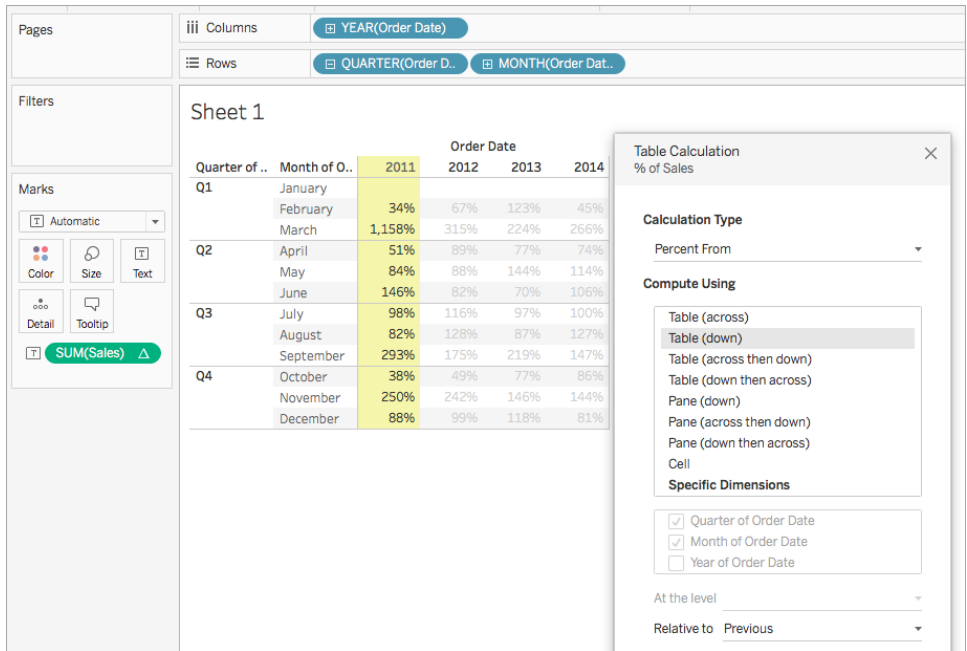 Pages
Columns
YEAR(Order Date)
Rows
QUARTER(Order D.. MONTH(Order Dat..
Filters
Sheet 1
Order Date
Quarter of .. Month of O.. 2011 2012 2013 2014
Q1 January
February 34% 67% 123% 45%
March 1,158% 315% 224% 266%
Q2 April 51% 89% 77% 74%
May 84% 88% 144% 114%
June 146% 82% 70% 106%
Q3 July 98% 116% 97% 100%
August 82% 128% 87% 127%
September 293% 175% 219% 147%
Q4 October 38% 49% 77% 86%
November 250% 242% 146% 144%
December 88% 99% 118% 81%
Marks
T Automatic
Color Size T Text
Detail Tooltip
T SUM(Sales) △
Table Calculation
% of Sales
Calculation Type
Percent From
Compute Using
Table (across)
Table (down)
Table (across then down)
Table (down then across)
Pane (down)
Pane (across then down)
Pane (down then across)
Cell
Specific Dimensions
Quarter of Order Date
Month of Order Date
Year of Order Date
At the level
Relative to Previous